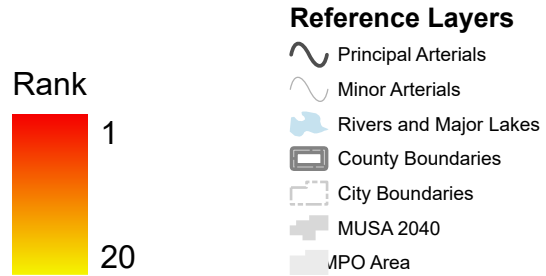 Rank
1
20
Reference Layers
Principal Arterials
Minor Arterials
Rivers and Major Lakes
County Boundaries
City Boundaries
MUSA 2040
MPO Area